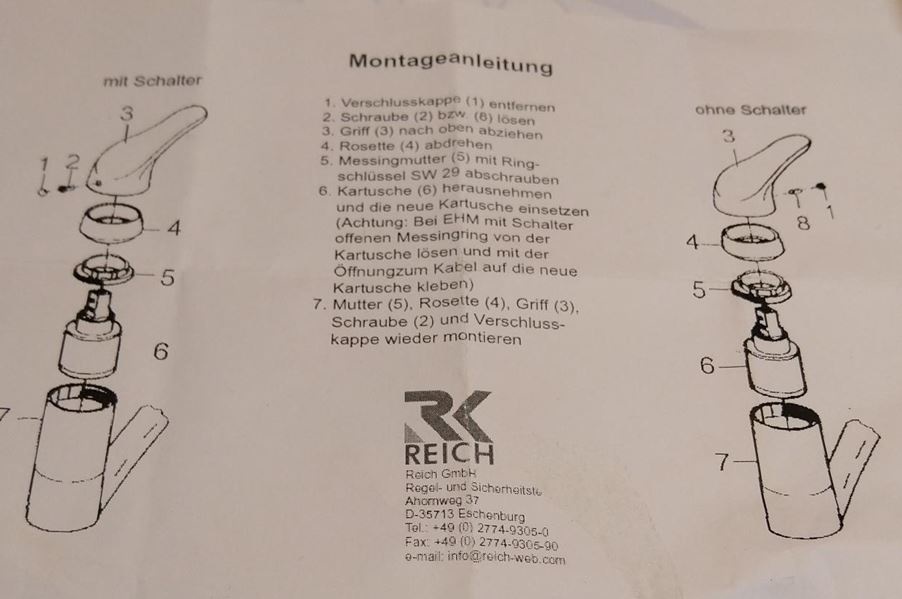 Montageanleitung
mit Schalter
3
1 2
4
5
6
7
1. Verschlusskappe (1) entfernen
2. Schraube (2) bzw. (8) lösen
3. Griff (3) nach oben abziehen
4. Rosette (4) abdrehen
5. Messingmutter (5) mit Ring-
schlüssel SW 29 abschrauben
6. Kartusche (6) herausnehmen
und die neue Kartusche einsetzen
(Achtung: Bei EHM mit Schalter
offenen Messingring von der
Kartusche lösen und mit der
Öffnungzum Kabel auf die neue
Kartusche kleben)
7. Mutter (5), Rosette (4), Griff (3),
Schraube (2) und Verschluss-
kappe wieder montieren
RK
REICH
Reich GmbH
Regel- und Sicherheitste
Ahornweg 37
D-35713 Eschenburg
Tel.: +49 (0) 2774-9305-0
Fax: +49 (0) 2774-9305-90
e-mail: info@reich-web.com
ohne Schalter
3
8 1
4
5
6
7